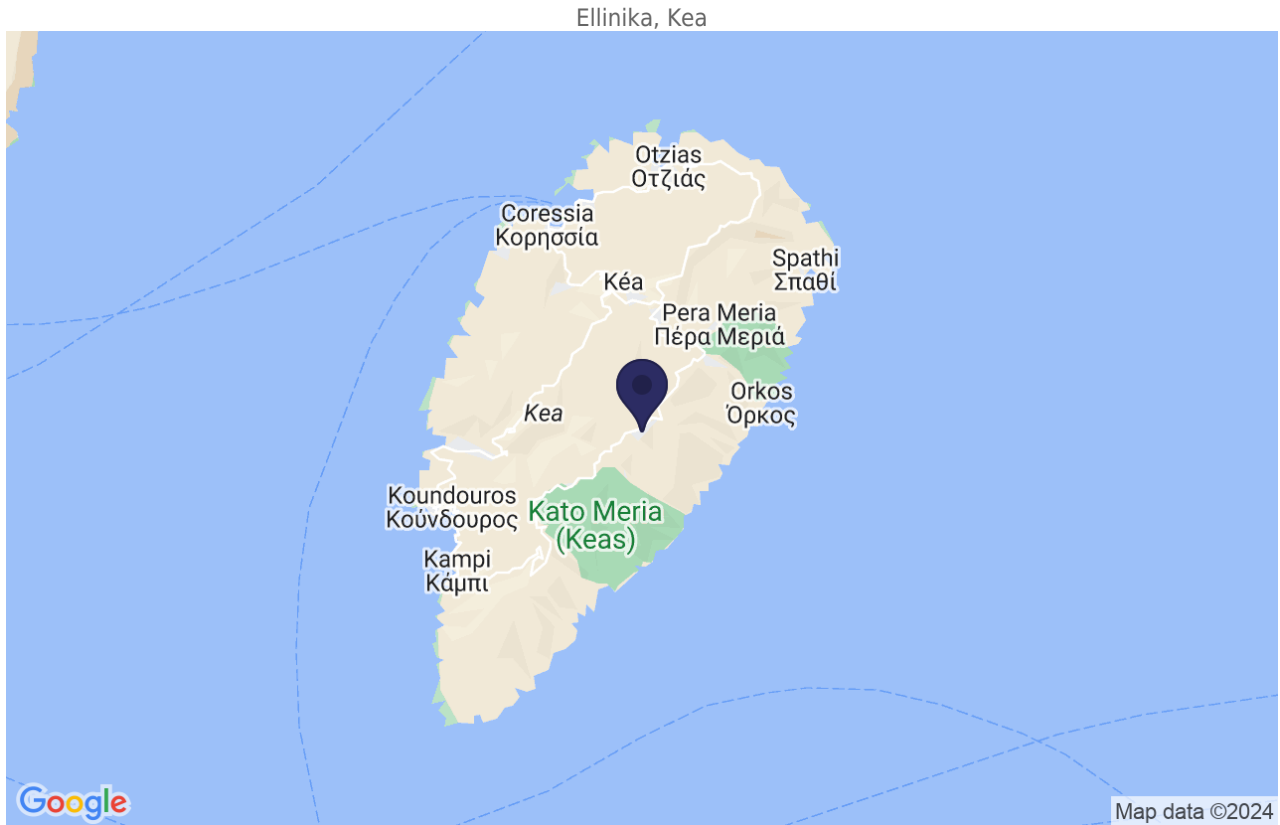 Ellinika, Kea
Otzias
Οτζιάς
Coressia
Κορησσία
Spathi
Σπαθί
Kéa
Pera Meria
Πέρα Μεριά
Orkos
Όρκος
Kea
Koundouros
Κούνδουρος
Kato Meria
(Keas)
Kampi
Κάμπι
Google
Map data ©2024